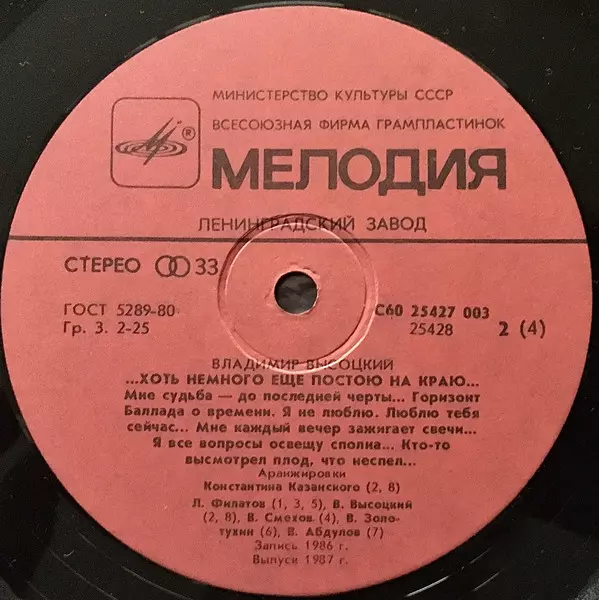 МИНИСТЕРСТВО КУЛЬТУРЫ СССР
ВСЕСОЮЗНАЯ ФИРМА ГРАМПЛАСТИНОК
®
МЕЛОДИЯ
ЛЕНИНГРАДСКИЙ ЗАВОД
СТЕРЕО 33
ГОСТ 5289-80
Гр. 3. 2-25
С60 25427 003
25428 2 (4)
ВЛАДИМИР ВЫСОЦКИЙ
...ХОТЬ НЕМНОГО ЕЩЕ ПОСТОЮ НА КРАЮ...
Мне судьба — до последней черты... Горизонт
Баллада о времени. Я не люблю. Люблю тебя
сейчас... Мне каждый вечер зажигает свечи...
Я все вопросы освещу сполна... Кто-то
высмотрел плод, что неспел...
Аранжировки
Константина Казанского (2, 8)
Л. Филатов (1, 3, 5), В. Высоцкий
(2, 8), В. Смехов (4), В. Золо-
тухин (6), В. Абдулов (7)
Запись 1986 г.
Выпуск 1987 г.